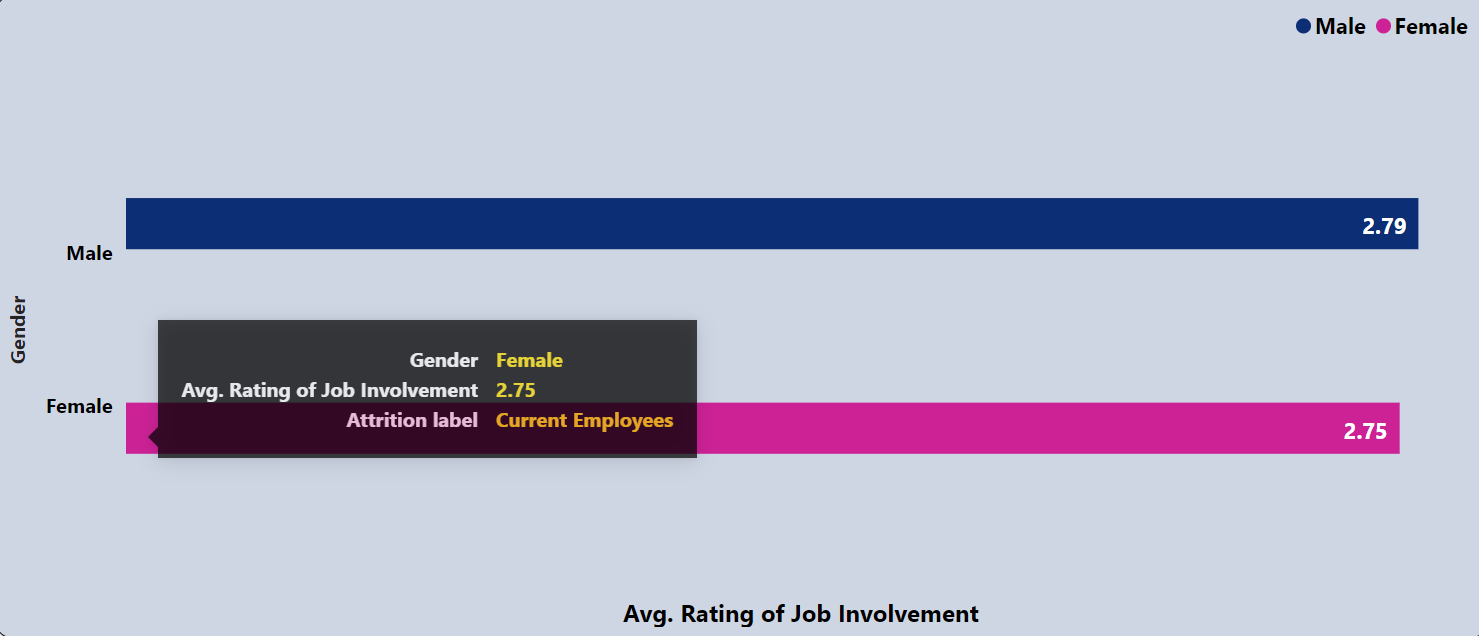 Male Female
Male
2.79
Gender
Gender Female
Avg. Rating of Job Involvement 2.75
Attrition label Current Employees
Female
2.75
Avg. Rating of Job Involvement